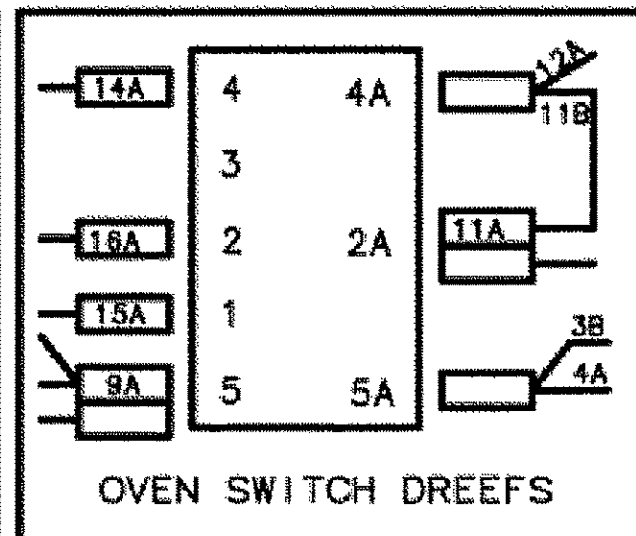 12A
14A 4 4A
11B
3
16A 2 2A 11A
15A 1
3B
4A
9A 5 5A
OVEN SWITCH DREEFS